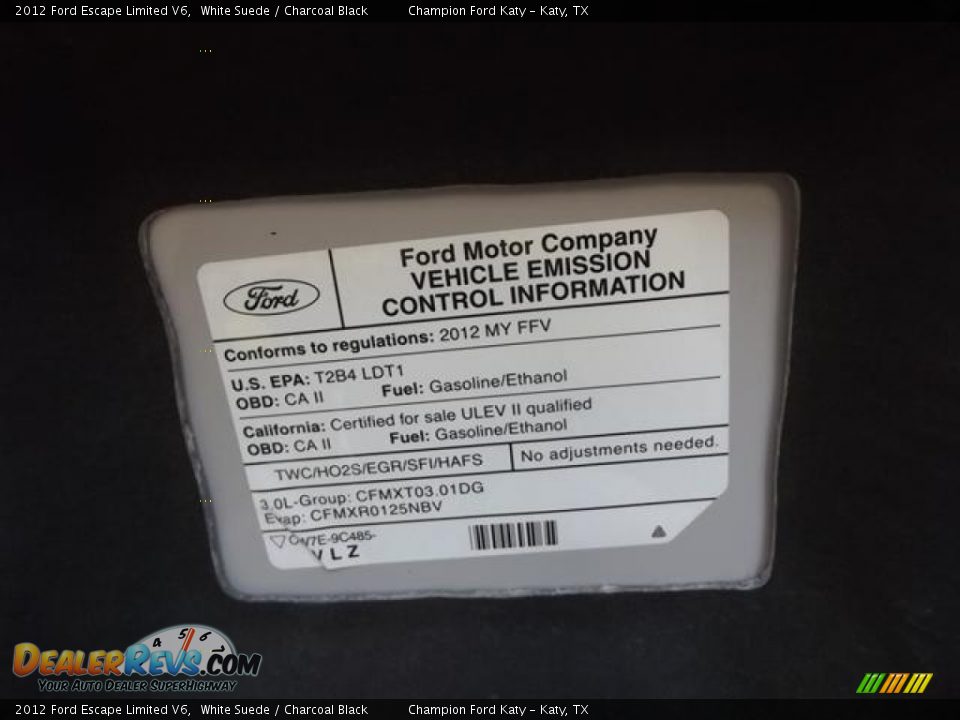 2012 Ford Escape Limited V6, White Suede / Charcoal Black Champion Ford Katy - Katy, TX
Ford
Ford Motor Company
VEHICLE EMISSION
CONTROL INFORMATION
Conforms to regulations: 2012 MY FFV
U.S. EPA: T2B4 LDT1
OBD: CA II Fuel: Gasoline/Ethanol
California: Certified for sale ULEV II qualified
OBD: CA II Fuel: Gasoline/Ethanol
TWC/HO2S/EGR/SFI/HAFS No adjustments needed.
3.0L-Group: CFMXT03.01DG
Evap: CFMXR0125NBV
V L Z
DEALERREVS.COM
YOUR AUTO DEALER SUPERHIGHWAY
4 5 6
2012 Ford Escape Limited V6, White Suede / Charcoal Black Champion Ford Katy - Katy, TX